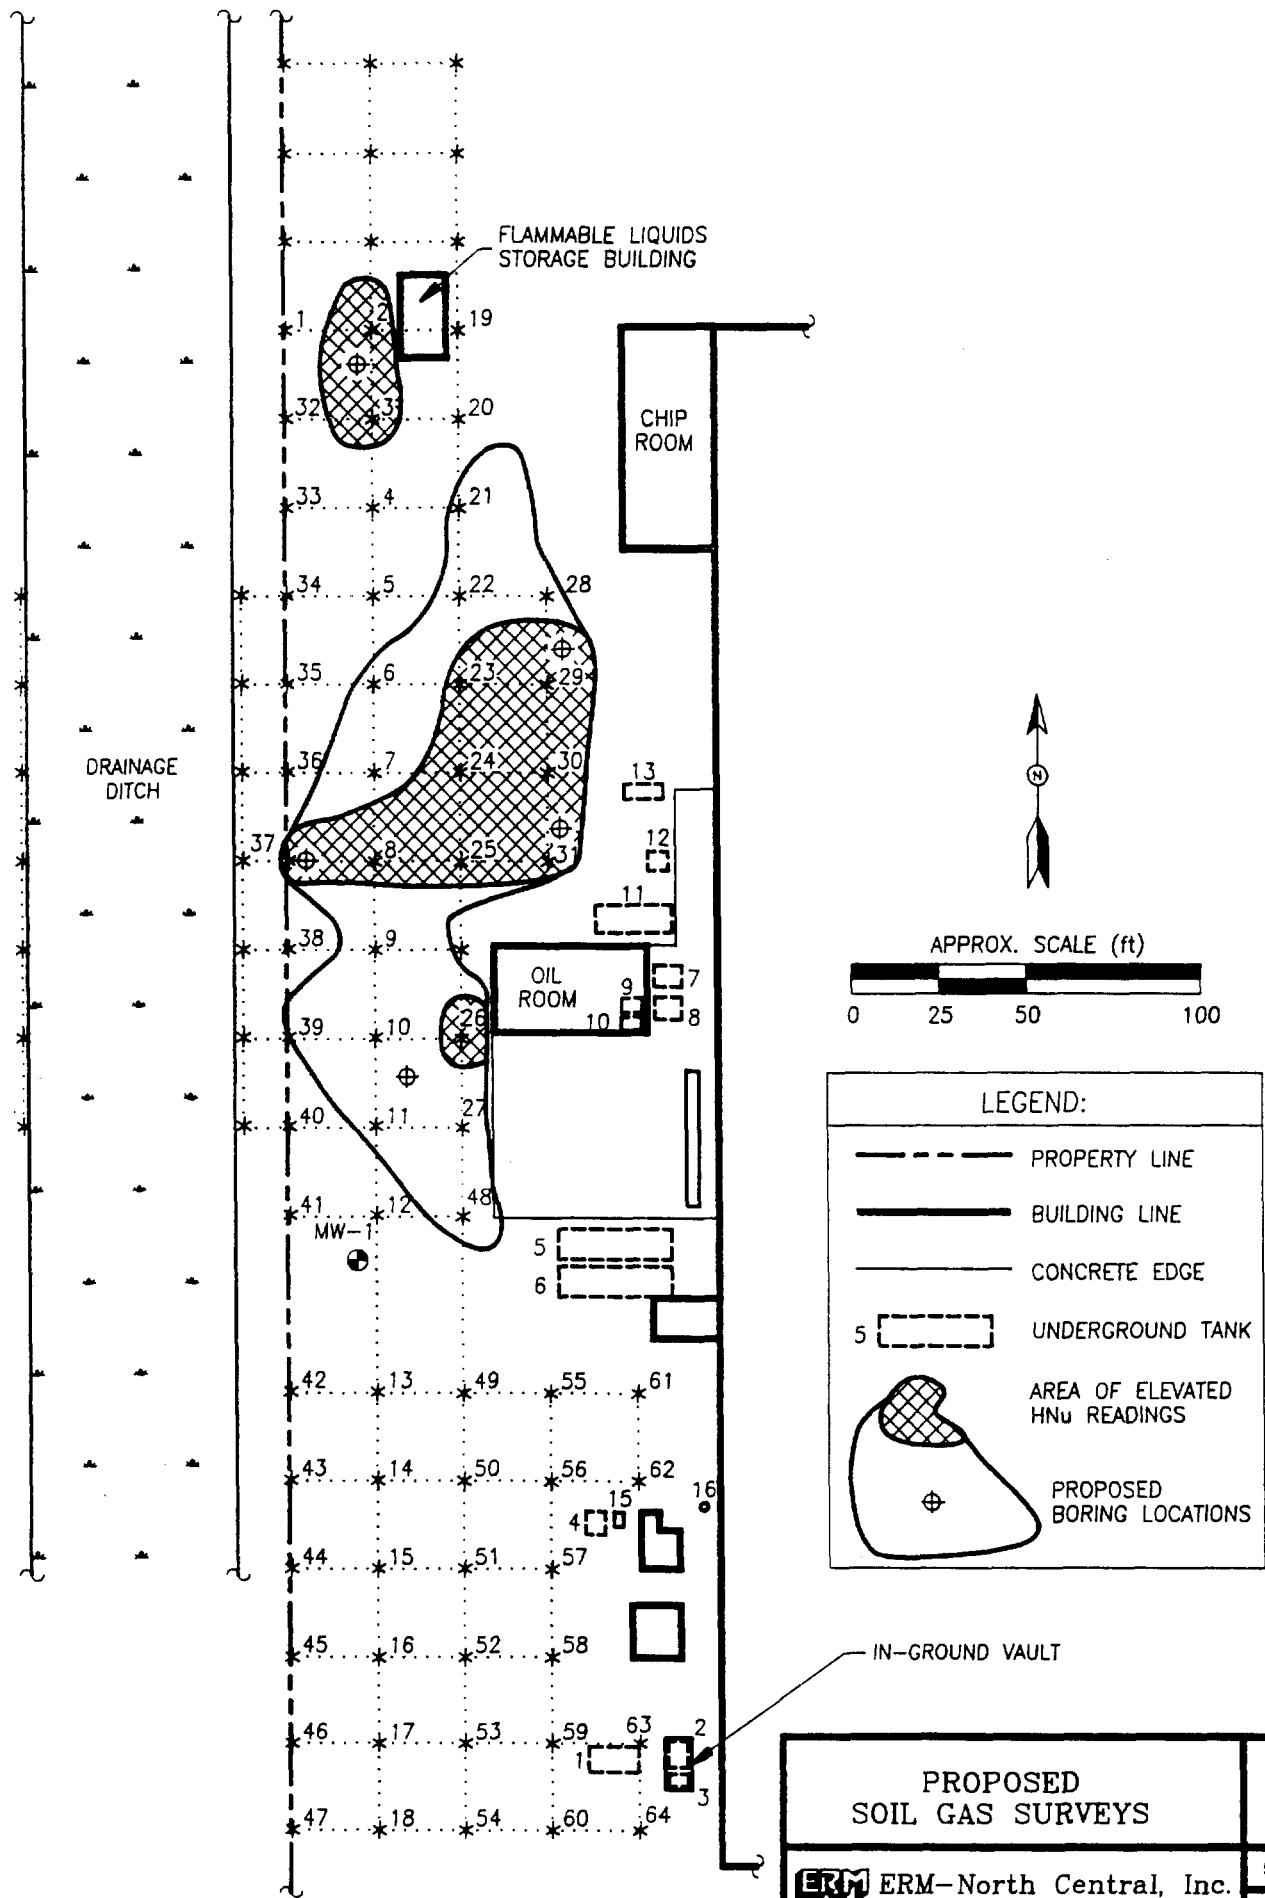 FLAMMABLE LIQUIDS
STORAGE BUILDING
1 2 19
CHIP
ROOM
32 3 20
33 4 21
34 5 22 28
35 6 23 29
36 7 24 30
DRAINAGE
DITCH
13
N
12
37 8 25 31
11
38 9
APPROX. SCALE (ft)
0 25 50 100
OIL
ROOM
9
7
10
8
39 10 26
40 11 27
LEGEND:
PROPERTY LINE
BUILDING LINE
CONCRETE EDGE
5 UNDERGROUND TANK
AREA OF ELEVATED
HNu READINGS
PROPOSED
BORING LOCATIONS
41 12 48
MW-1
5
6
42 13 49 55 61
43 14 50 56 62
16
15
4
44 15 51 57
45 16 52 58
IN-GROUND VAULT
46 17 53 59 63
2
1
3
47 18 54 60 64
PROPOSED
SOIL GAS SURVEYS
ERM ERM-North Central, Inc.